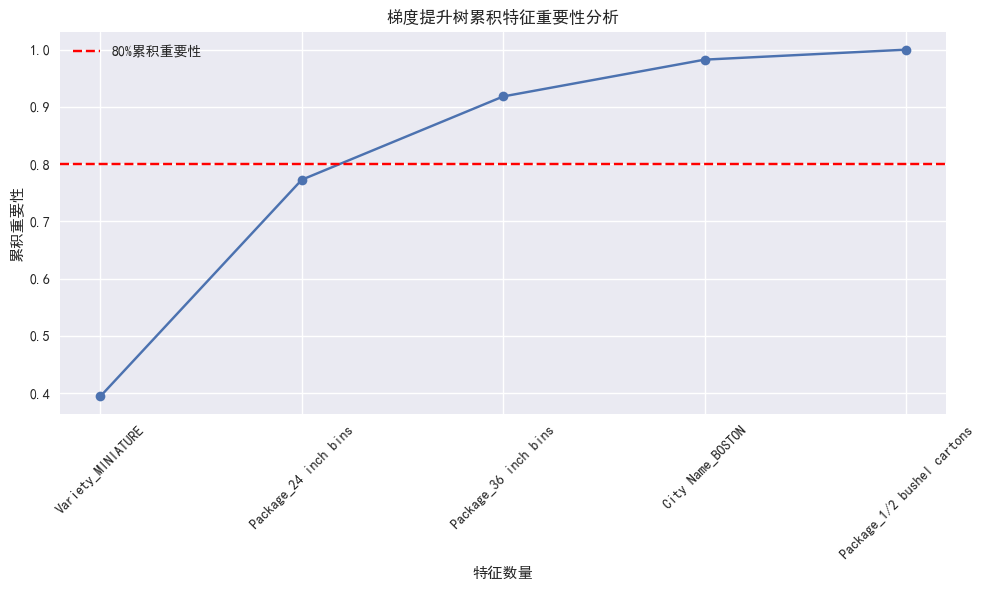 梯度提升树累积特征重要性分析
80%累积重要性
累积重要性
1.0
0.9
0.8
0.7
0.6
0.5
0.4
Variety_MINIATURE
Package_24 inch bins
Package_36 inch bins
City Name_BOSTON
Package_1/2 bushel cartons
特征数量